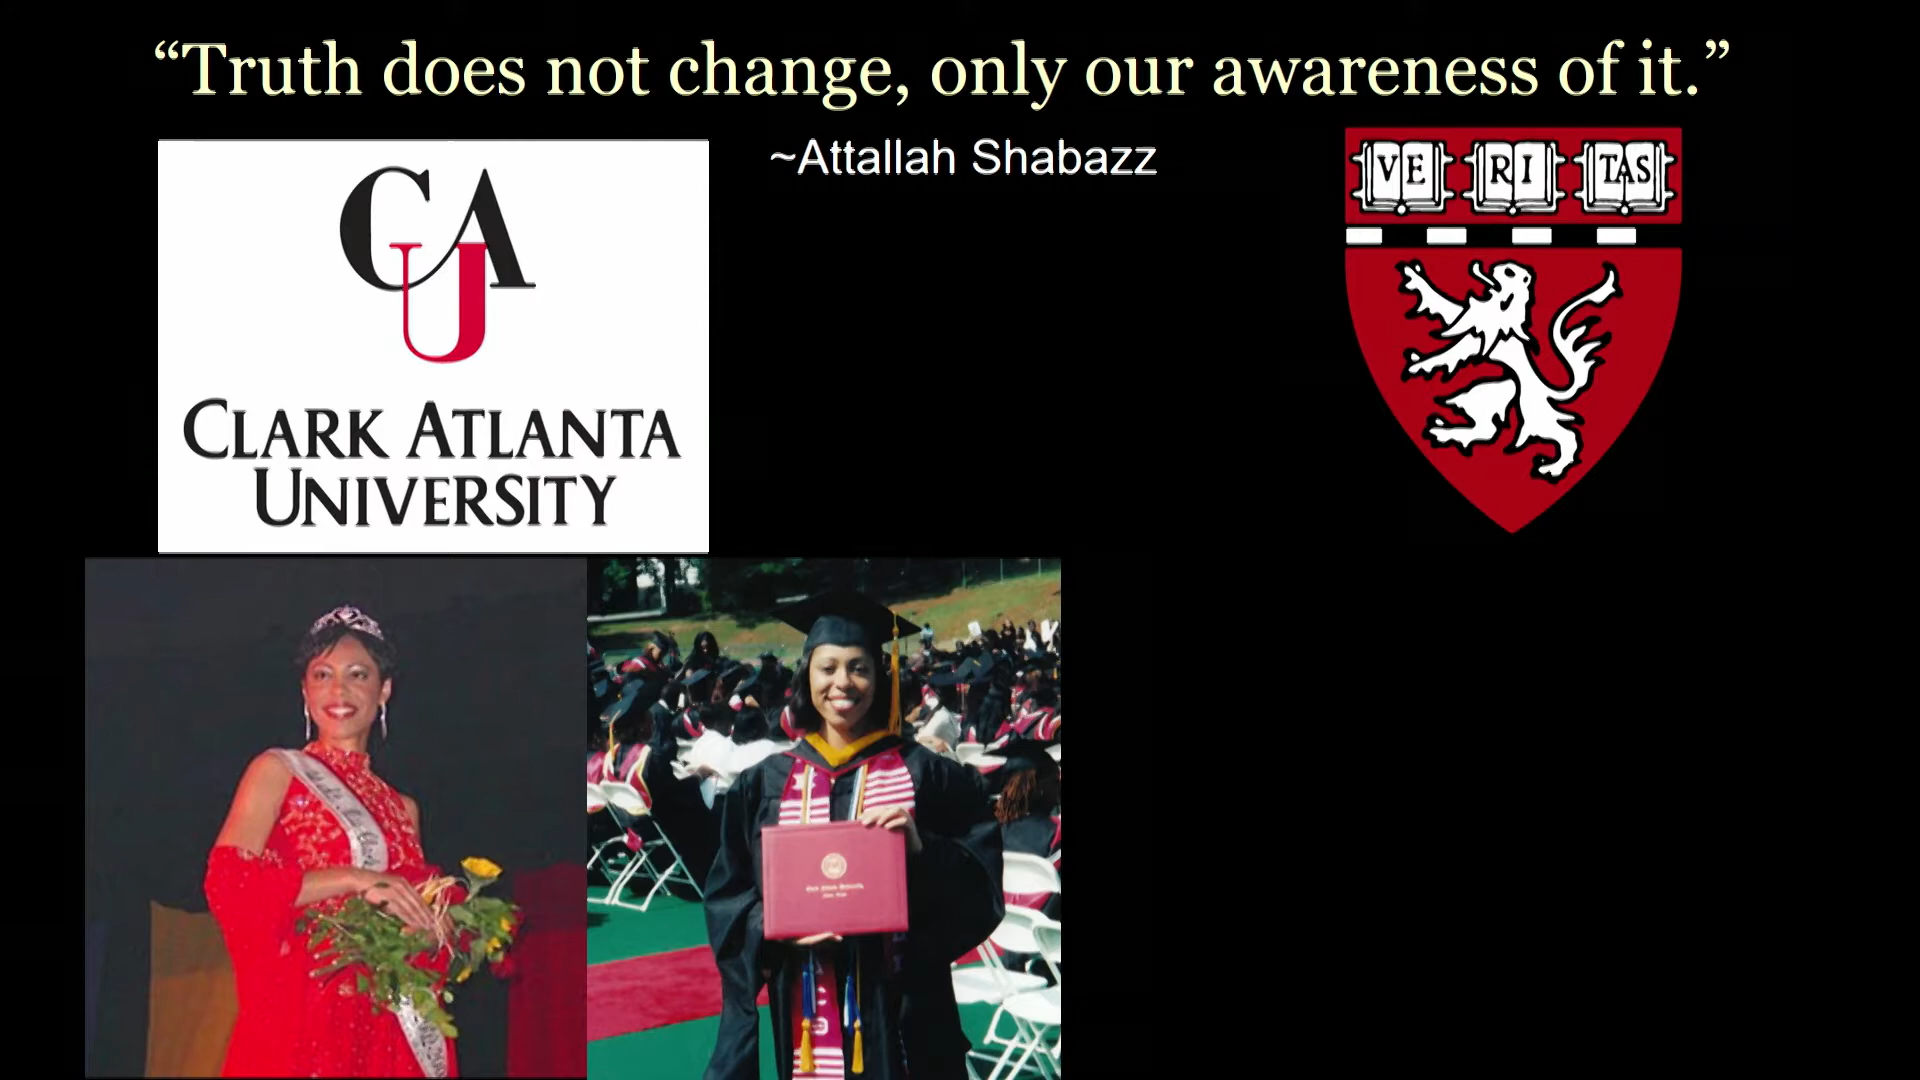 “Truth does not change, only our awareness of it.”
~Attallah Shabazz
CAU
CLARK ATLANTA
UNIVERSITY
VE RI TAS